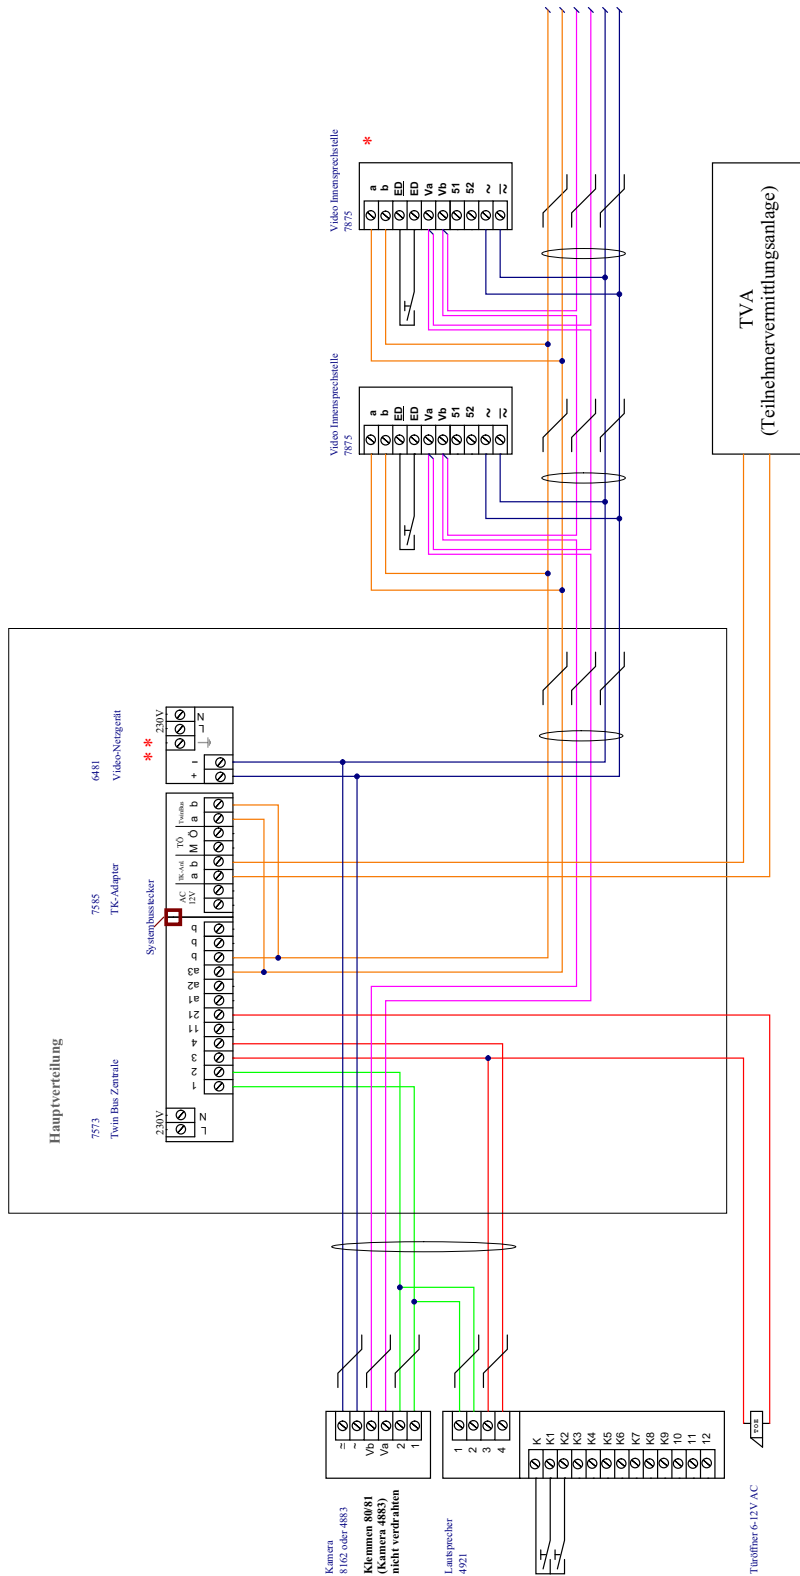 Hauptverteilung
7573
Twin Bus Zentrale
7585
TK-Adapter
6481
Video-Netzgerät
Systembusstecker
230V
L
N
1
2
3
4
11
21
a1
a2
a3
b
b
b
AC
12V
TK-Anl.
a
b
TÖ
M
Ö
TwinBus
a
b
+
−
* *
230V
L
N
Video Innensprechstelle
7875
a
b
ED
ED
Va
Vb
51
52
~
|~
Video Innensprechstelle
7875
*
a
b
ED
ED
Va
Vb
51
52
~
|~
TVA
(Teilnehmervermittlungsanlage)
Kamera
8162 oder 4883
Klemmen 80/81
(Kamera 4883)
nicht verdrahten
~
Vb
Va
2
1
Lautsprecher
4921
1
2
3
4
K
K1
K2
K3
K4
K5
K6
K7
K8
K9
10
11
12
Türöffner 6-12V AC